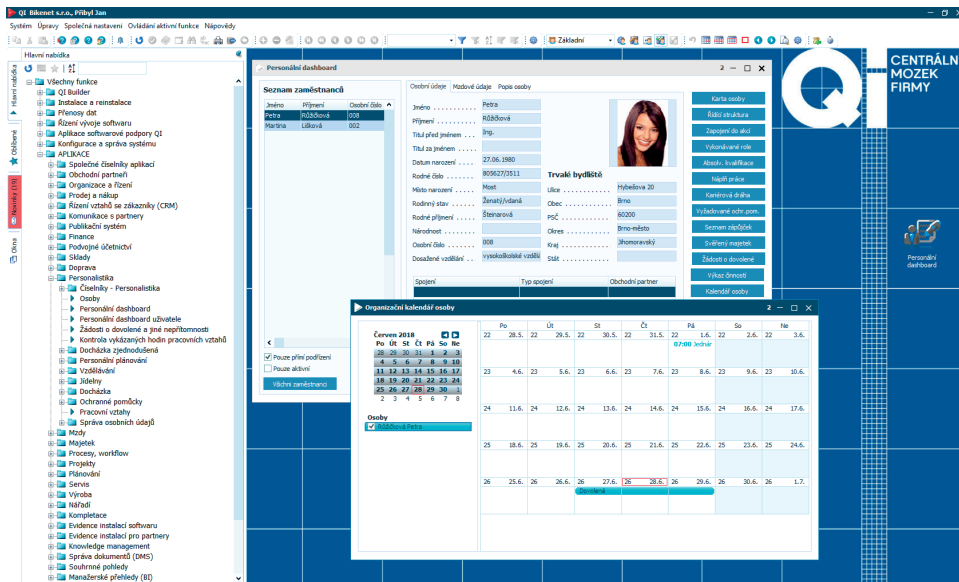 QI Bikenet s.r.o., Přibyl Jan
Systém Úpravy Společná nastavení Ovládání aktivní funkce Nápovědy
Základní
Hlavní nabídka
Hlavní nabídka
Oblíbené
Novinky (19)
Okna
Všechny funkce
QI Builder
Instalace a reinstalace
Přenosy dat
Řízení vývoje softwaru
Aplikace softwarové podpory QI
Konfigurace a správa systému
APLIKACE
Společné číselníky aplikací
Obchodní partneři
Organizace a řízení
Prodej a nákup
Řízení vztahů se zákazníky (CRM)
Komunikace s partnery
Publikační systém
Finance
Podvojné účetnictví
Sklady
Doprava
Personalistika
Číselníky - Personalistika
Osoby
Personální dashboard
Personální dashboard uživatele
Žádosti o dovolené a jiné nepřítomnosti
Kontrola vykázaných hodin pracovních vztahů
Docházka zjednodušená
Personální plánování
Vzdělávání
Jídelny
Docházka
Ochranné pomůcky
Pracovní vztahy
Správa osobních údajů
Mzdy
Majetek
Procesy, workflow
Projekty
Plánování
Servis
Výroba
Nářadí
Kompletace
Evidence instalací softwaru
Evidence instalací pro partnery
Knowledge management
Správa dokumentů (DMS)
Souhrnné pohledy
Manažerské přehledy (BI)
Personální dashboard 2
Seznam zaměstnanců
Jméno Příjmení Osobní číslo
Petra Růžičková 008
Martina Lišková 002
Pouze přímí podřízení
Pouze aktivní
Všichni zaměstnanci
Osobní údaje Mzdové údaje Popis osoby
Jméno Petra
Příjmení Růžičková
Titul před jménem Ing.
Titul za jménem
Datum narození 27.06.1980
Rodné číslo 805627/3511
Místo narození Most
Rodinný stav Ženatý/vdaná
Rodné příjmení Šteinarová
Národnost
Osobní číslo 008
Dosažené vzdělání vysokoškolské vzdělá
Trvalé bydliště
Ulice Hybešova 20
Obec Brno
PSČ 60200
Okres Brno-město
Kraj Jihomoravský
Stát
Spojení Typ spojení Obchodní partner
Karta osoby
Řídící struktura
Zapojení do akcí
Vykonávané role
Absolv. kvalifikace
Náplň práce
Kariérová dráha
Vyžadované ochr.pom.
Seznam zápůjček
Svěřený majetek
Žádosti o dovolené
Výkaz činností
Kalendář osoby
CENTRÁLN
MOZEK
FIRMY
Personální
dashboard
Organizační kalendář osoby 2
Červen 2018
Po Út St Čt Pá So Ne
28 29 30 31 1 2 3
4 5 6 7 8 9 10
11 12 13 14 15 16 17
18 19 20 21 22 23 24
25 26 27 28 29 30 1
2 3 4 5 6 7 8
Osoby
Růžičková Petra
Po Út St Čt Pá So Ne
22 28.5. 22 29.5. 22 30.5. 22 31.5. 22 1.6. 22 2.6. 22 3.6.
07:00 Jednár
23 4.6. 23 5.6. 23 6.6. 23 7.6. 23 8.6. 23 9.6. 23 10.6.
24 11.6. 24 12.6. 24 13.6. 24 14.6. 24 15.6. 24 16.6. 24 17.6.
25 18.6. 25 19.6. 25 20.6. 25 21.6. 25 22.6. 25 23.6. 25 24.6.
26 25.6. 26 26.6. 26 27.6. 26 28.6. 26 29.6. 26 30.6. 26 1.7.
Dovolená